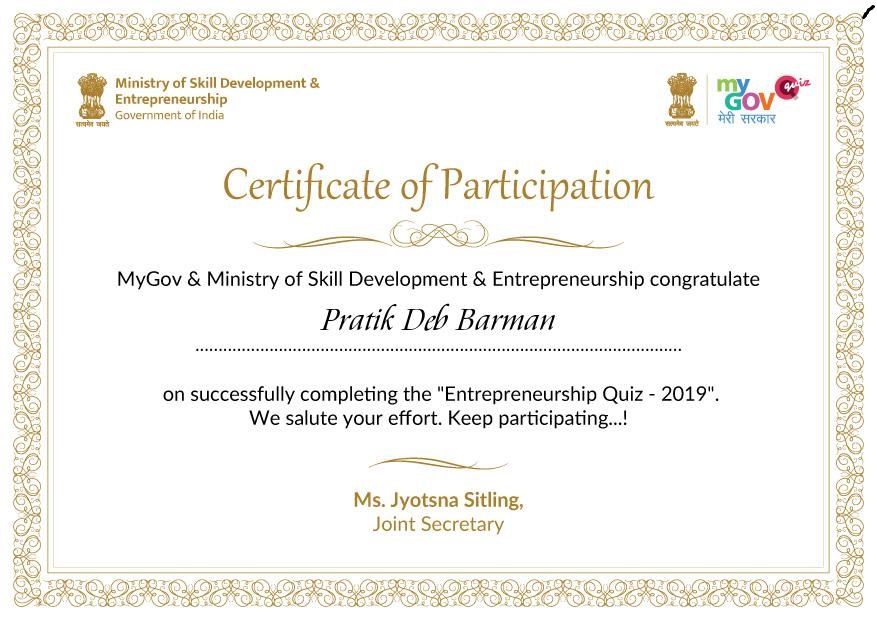 Ministry of Skill Development &
Entrepreneurship
Government of India
सत्यमेव जयते
सत्यमेव जयते
my
GOV
quiz
मेरी सरकार
Certificate of Participation
MyGov & Ministry of Skill Development & Entrepreneurship congratulate
Pratik Deb Barman
on successfully completing the "Entrepreneurship Quiz - 2019".
We salute your effort. Keep participating...!
Ms. Jyotsna Sitling,
Joint Secretary